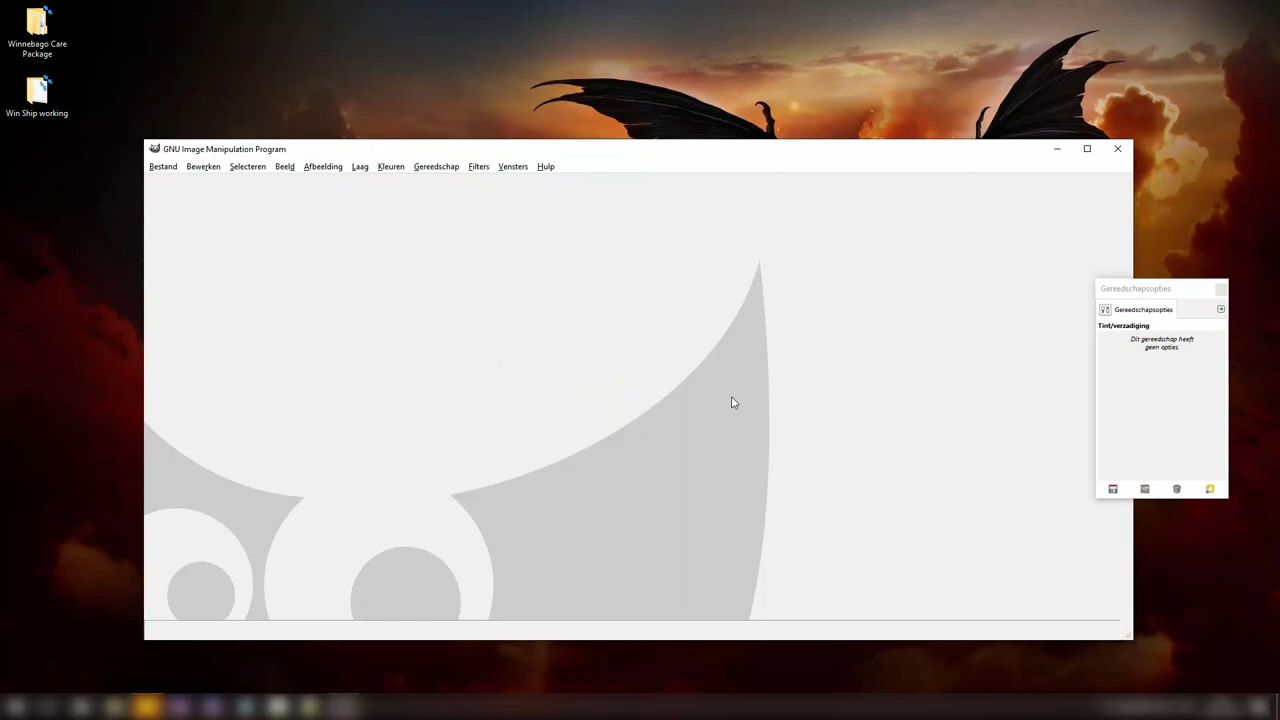 Winnebago Care
Package
Win Ship working
GNU Image Manipulation Program
Bestand Bewerken Selecteren Beeld Afbeelding Laag Kleuren Gereedschap Filters Vensters Hulp
Gereedschapsopties
Gereedschapsopties
Tint/verzadiging
Dit gereedschap heeft
geen opties.